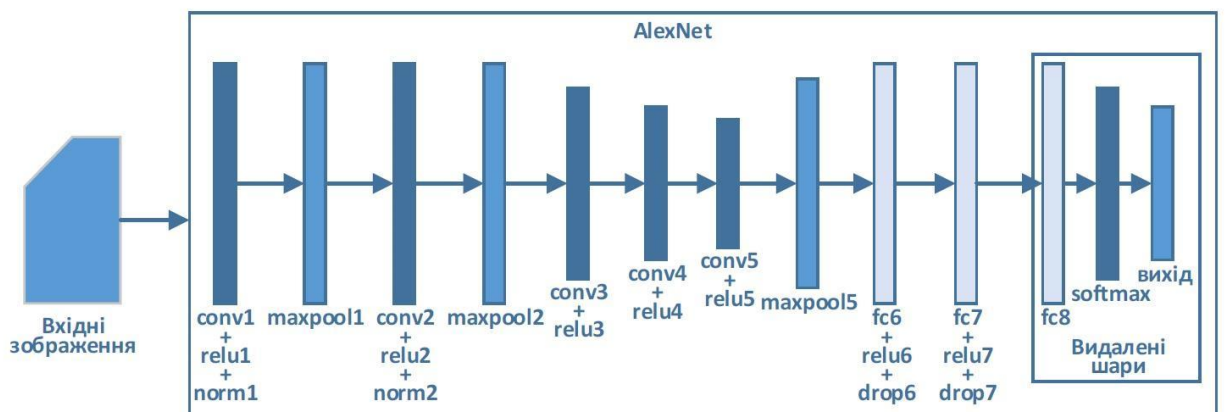 AlexNet
Вхідні
зображення
conv1
+
relu1
+
norm1
maxpool1
conv2
+
relu2
+
norm2
maxpool2
conv3
+
relu3
conv4
+
relu4
conv5
+
relu5
maxpool5
fc6
+
relu6
+
drop6
fc7
+
relu7
+
drop7
fc8
softmax
вихід
Видалені
шари